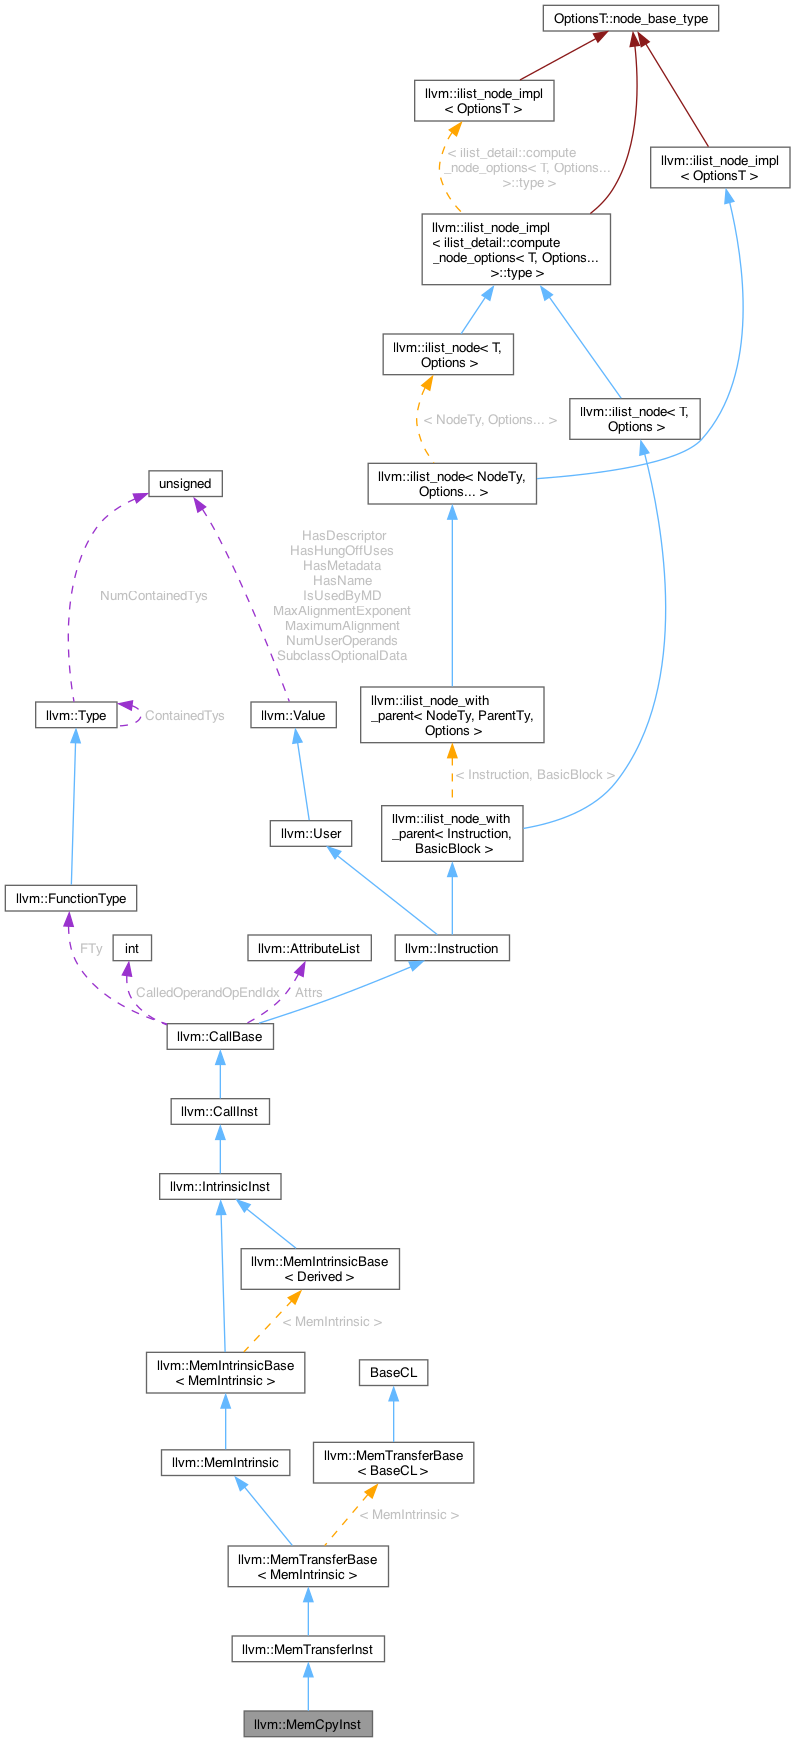 OptionsT::node_base_type
llvm::ilist_node_impl
< OptionsT >
< ilist_detail::compute
_node_options< T, Options...
>::type >
llvm::ilist_node_impl
< OptionsT >
llvm::ilist_node_impl
< ilist_detail::compute
_node_options< T, Options...
>::type >
llvm::ilist_node< T,
Options >
llvm::ilist_node< T,
Options >
< NodeTy, Options... >
llvm::ilist_node< NodeTy,
Options... >
unsigned
HasDescriptor
HasHungOffUses
HasMetadata
HasName
IsUsedByMD
MaxAlignmentExponent
MaximumAlignment
NumUserOperands
SubclassOptionalData
NumContainedTys
llvm::Type
ContainedTys
llvm::Value
llvm::ilist_node_with
_parent< NodeTy, ParentTy,
Options >
< Instruction, BasicBlock >
llvm::User
llvm::ilist_node_with
_parent< Instruction,
BasicBlock >
llvm::FunctionType
FTy
int
llvm::AttributeList
llvm::Instruction
CalledOperandOpEndIdx
Attrs
llvm::CallBase
llvm::CallInst
llvm::IntrinsicInst
llvm::MemIntrinsicBase
< Derived >
< MemIntrinsic >
llvm::MemIntrinsicBase
< MemIntrinsic >
BaseCL
llvm::MemIntrinsic
llvm::MemTransferBase
< BaseCL >
< MemIntrinsic >
llvm::MemTransferBase
< MemIntrinsic >
llvm::MemTransferInst
llvm::MemCpyInst